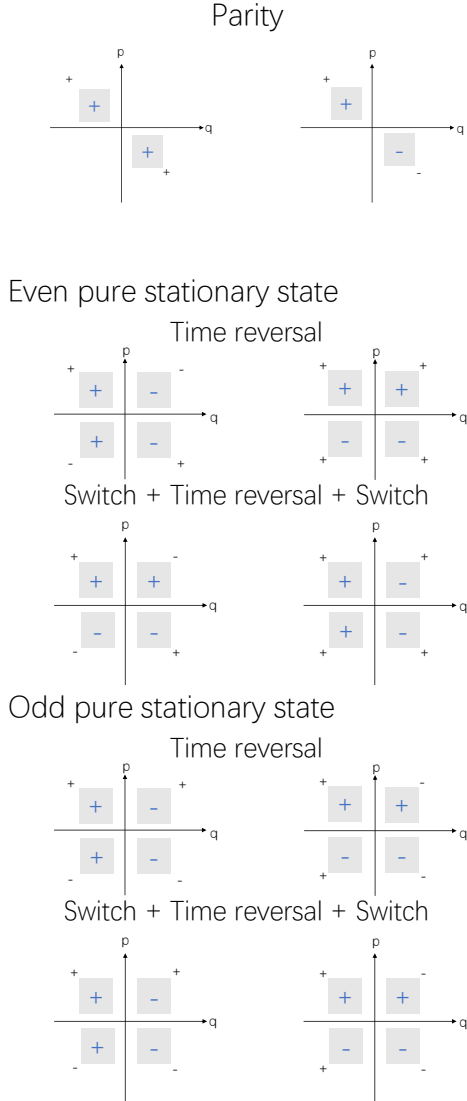 Parity
p p
+ +
+ +
q q
+ -
+ -
Even pure stationary state
Time reversal
p p
+ - + +
+ - + +
q q
+ - - -
- + + +
Switch + Time reversal + Switch
p p
+ - + +
+ + + -
q q
- - + -
- + + +
Odd pure stationary state
Time reversal
p p
+ + + -
+ - + +
q q
+ - - -
- - + -
Switch + Time reversal + Switch
p p
+ + + -
+ - + +
q q
+ - - -
- - + -